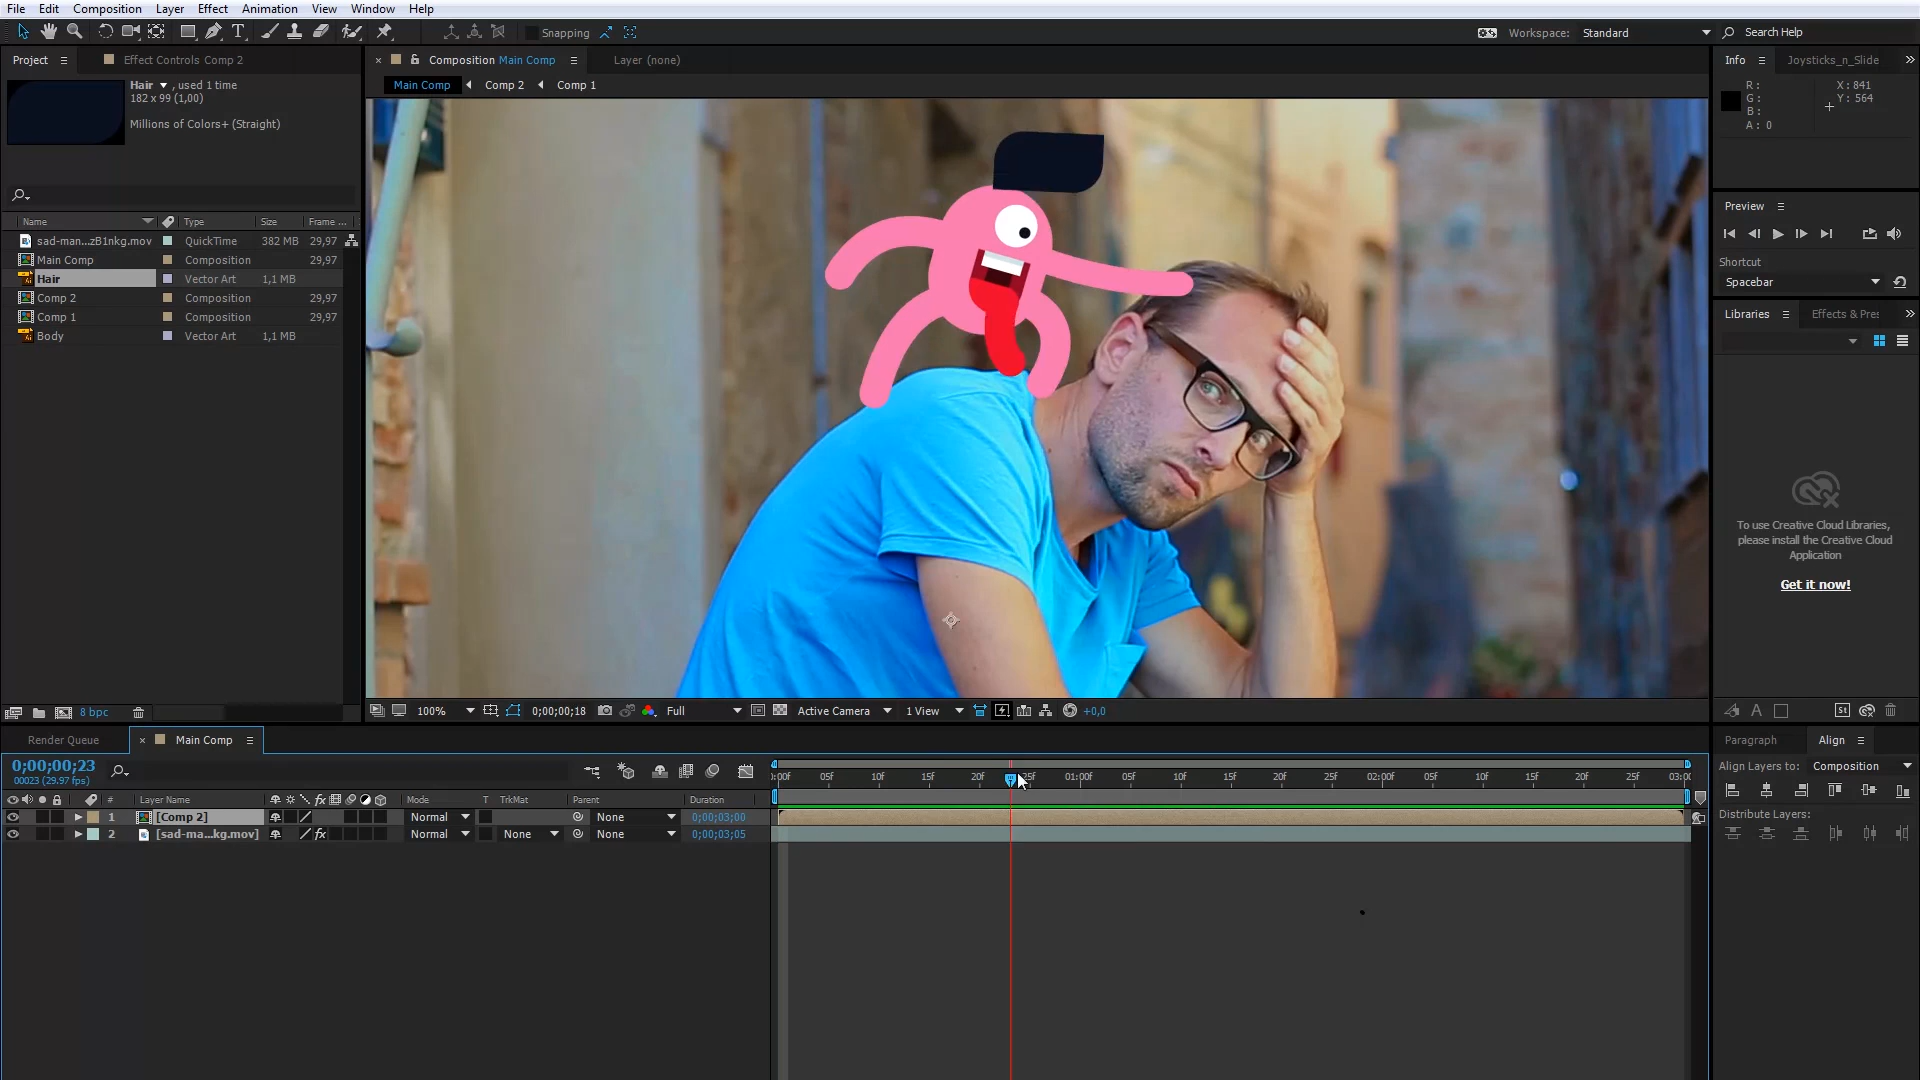 File Edit Composition Layer Effect Animation View Window Help
Snapping
Workspace: Standard
Search Help
Project
Effect Controls Comp 2
Hair , used 1 time
182 x 99 (1,00)
Millions of Colors+ (Straight)
Name Type Size Frame ...
sad-man...zB1nkg.mov QuickTime 382 MB 29,97
Main Comp Composition 29,97
Hair Vector Art 1,1 MB
Comp 2 Composition 29,97
Comp 1 Composition 29,97
Body Vector Art 1,1 MB
8 bpc
Composition Main Comp
Layer (none)
Main Comp Comp 2 Comp 1
100% 0;00;00;18 Full Active Camera 1 View +0,0
Info Joysticks_n_Slide
R : X : 841
G : Y : 564
B :
A : 0
Preview
Shortcut
Spacebar
Libraries Effects & Pres
To use Creative Cloud Libraries,
please install the Creative Cloud
Application
Get it now!
St
Render Queue
Main Comp
0;00;00;23
00023 (29.97 fps)
# Layer Name fx Mode T TrkMat Parent Duration
1 [Comp 2] Normal None 0;00;03;00
2 [sad-ma...kg.mov] fx Normal None None 0;00;03;05
:00f 05f 10f 15f 20f 25f 01:00f 05f 10f 15f 20f 25f 02:00f 05f 10f 15f 20f 25f 03:00
Paragraph Align
Align Layers to: Composition
Distribute Layers: